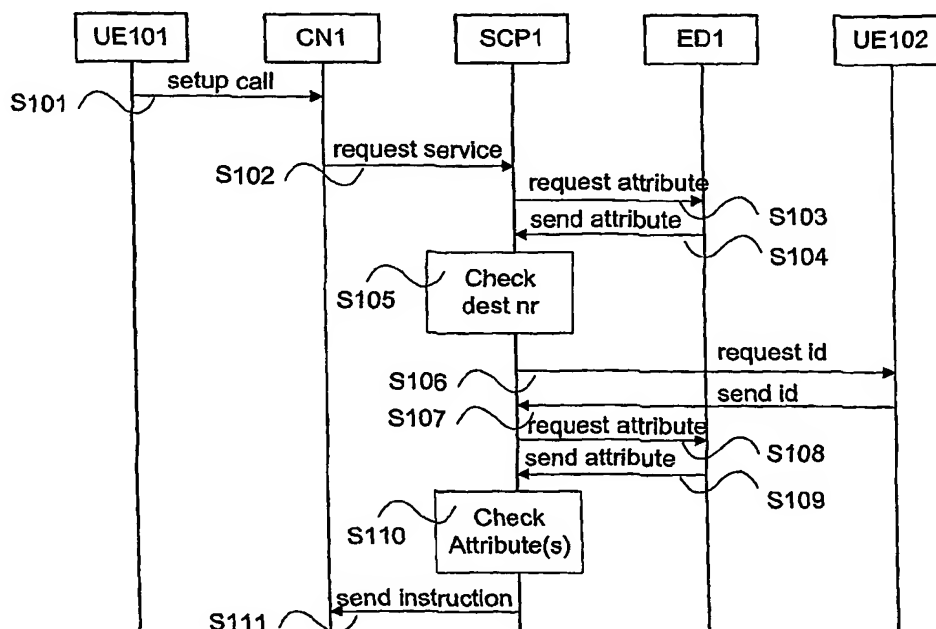 UE101 CN1 SCP1 ED1 UE102
setup call
S101
request service
S102
request attribute
S103
send attribute
S104
Check
dest nr
S105
request id
S106
send id
S107
request attribute
S108
send attribute
S109
Check
Attribute(s)
S110
send instruction
S111